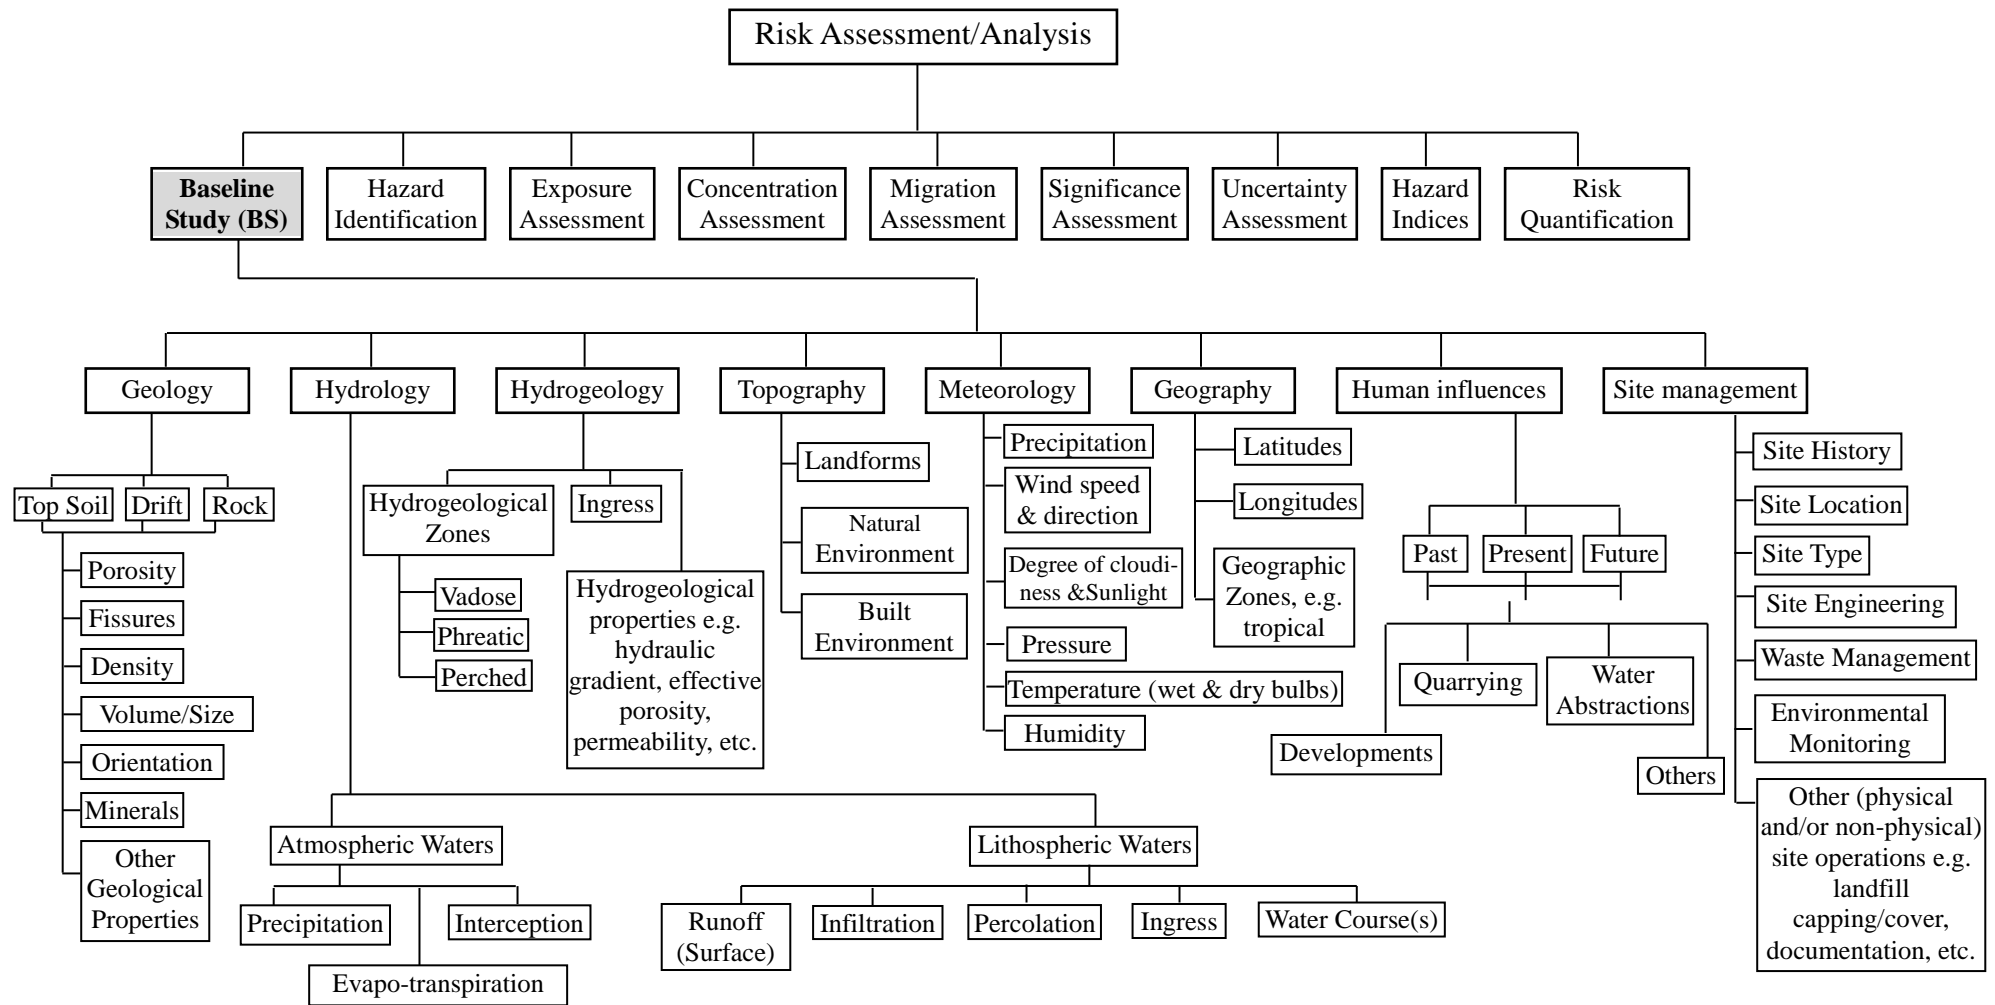 Risk Assessment/Analysis
Baseline
Study (BS)
Hazard
Identification
Exposure
Assessment
Concentration
Assessment
Migration
Assessment
Significance
Assessment
Uncertainty
Assessment
Hazard
Indices
Risk
Quantification
Geology
Hydrology
Hydrogeology
Topography
Meteorology
Geography
Human influences
Site management
Top Soil
Drift
Rock
Porosity
Fissures
Density
Volume/Size
Orientation
Minerals
Other
Geological
Properties
Hydrogeological
Zones
Vadose
Phreatic
Perched
Ingress
Hydrogeological
properties e.g.
hydraulic
gradient, effective
porosity,
permeability, etc.
Landforms
Natural
Environment
Built
Environment
Precipitation
Wind speed
& direction
Degree of cloudi-
ness &Sunlight
Pressure
Temperature (wet & dry bulbs)
Humidity
Latitudes
Longitudes
Geographic
Zones, e.g.
tropical
Past
Present
Future
Developments
Quarrying
Water
Abstractions
Others
Site History
Site Location
Site Type
Site Engineering
Waste Management
Environmental
Monitoring
Other (physical
and/or non-physical)
site operations e.g.
landfill
capping/cover,
documentation, etc.
Atmospheric Waters
Precipitation
Evapo-transpiration
Interception
Lithospheric Waters
Runoff
(Surface)
Infiltration
Percolation
Ingress
Water Course(s)